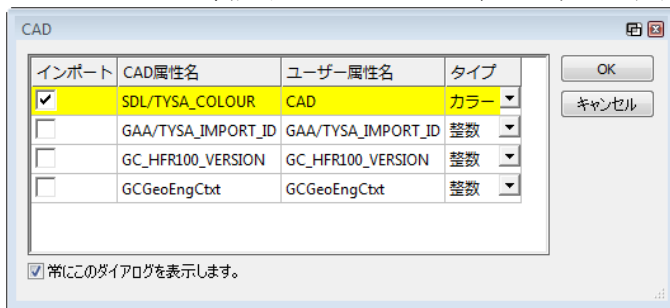 CAD
インポート CAD属性名 ユーザー属性名 タイプ
SDL/TYSA_COLOUR CAD カラー
GAA/TYSA_IMPORT_ID GAA/TYSA_IMPORT_ID 整数
GC_HFR100_VERSION GC_HFR100_VERSION 整数
GCGeoEngCtxt GCGeoEngCtxt 整数
常にこのダイアログを表示します。
OK
キャンセル